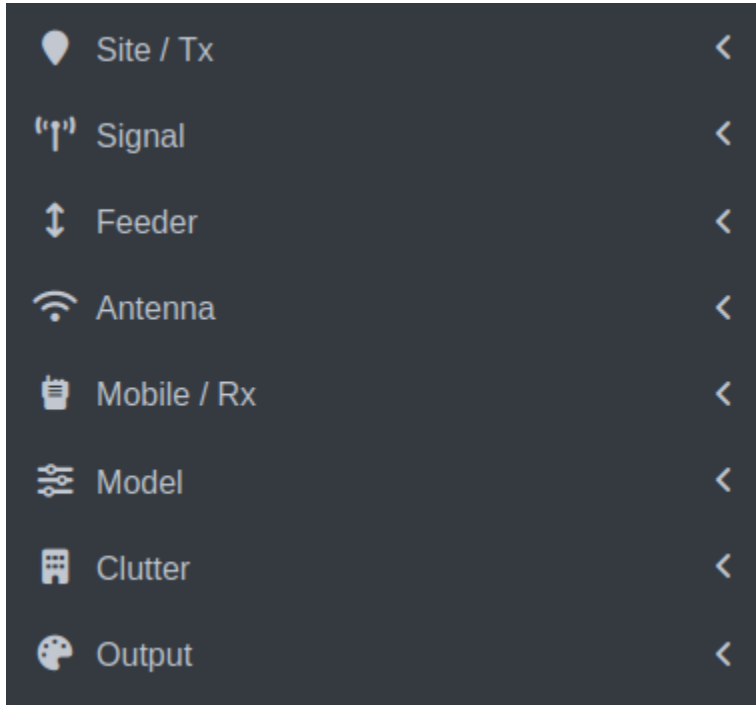 Site / Tx
Signal
Feeder
Antenna
Mobile / Rx
Model
Clutter
Output